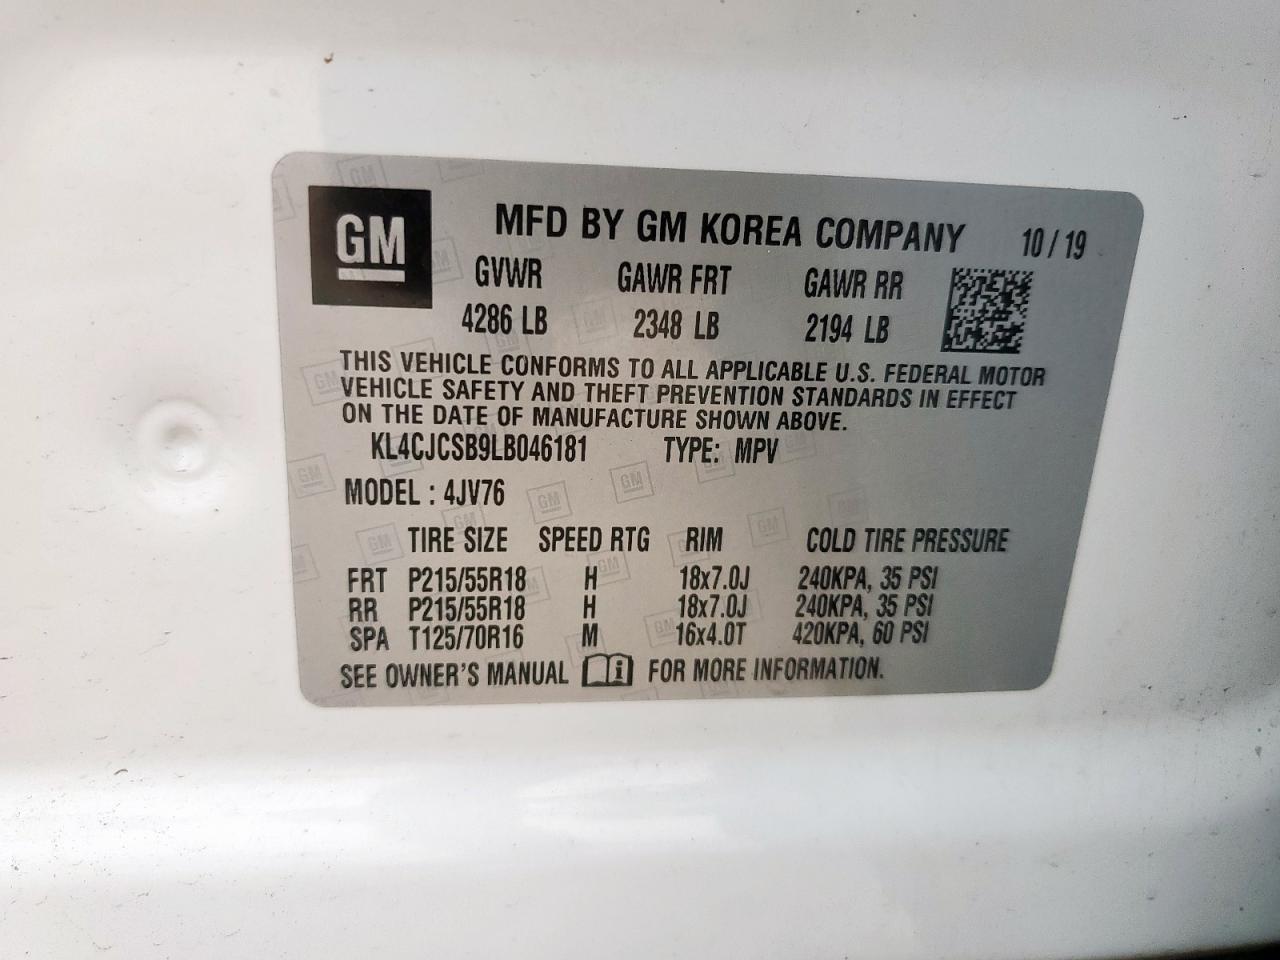 GM
MFD BY GM KOREA COMPANY 10/19
GVWR GAWR FRT GAWR RR
4286 LB 2348 LB 2194 LB
THIS VEHICLE CONFORMS TO ALL APPLICABLE U.S. FEDERAL MOTOR
VEHICLE SAFETY AND THEFT PREVENTION STANDARDS IN EFFECT
ON THE DATE OF MANUFACTURE SHOWN ABOVE.
KL4CJCSB9LB046181 TYPE: MPV
MODEL : 4JV76
TIRE SIZE SPEED RTG RIM COLD TIRE PRESSURE
FRT P215/55R18 H 18x7.0J 240KPA, 35 PSI
RR P215/55R18 H 18x7.0J 240KPA, 35 PSI
SPA T125/70R16 M 16x4.0T 420KPA, 60 PSI
SEE OWNER'S MANUAL i FOR MORE INFORMATION.